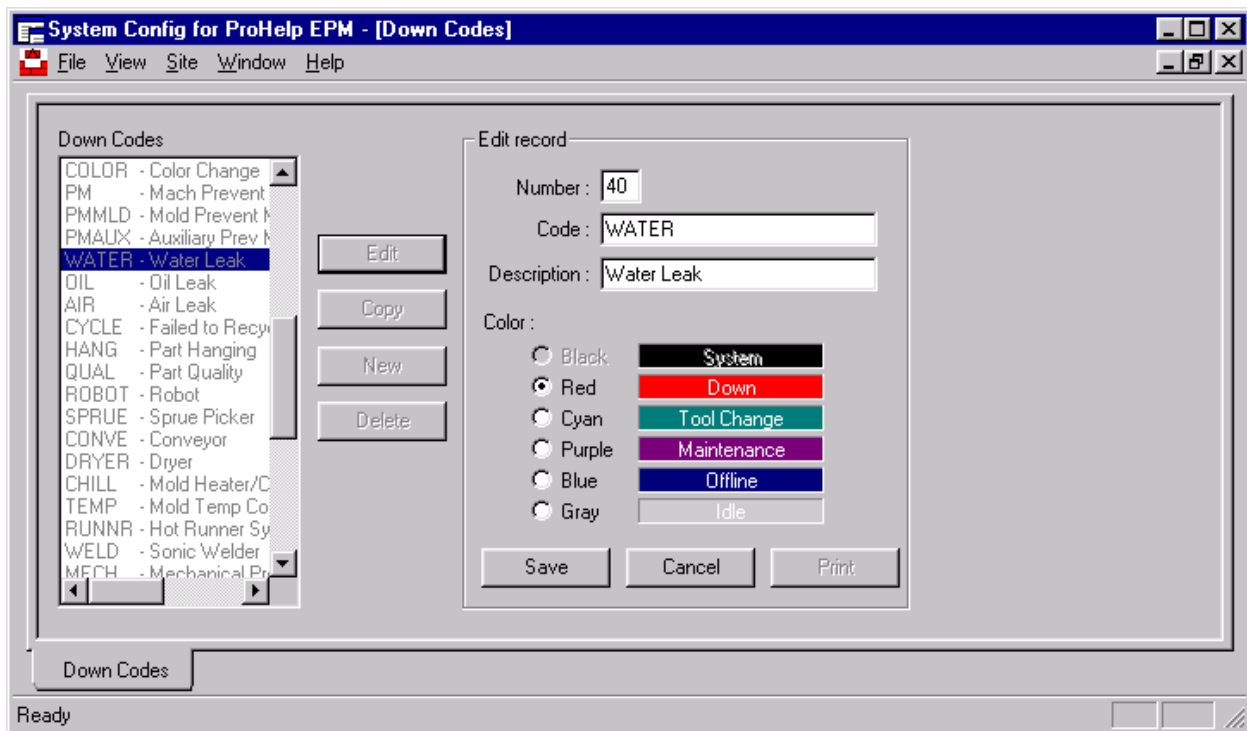 System Config for ProHelp EPM - [Down Codes]
File View Site Window Help
Down Codes
COLOR - Color Change
PM - Mach Prevent
PMMLD - Mold Prevent M
PMAUX - Auxiliary Prev M
WATER - Water Leak
OIL - Oil Leak
AIR - Air Leak
CYCLE - Failed to Recy
HANG - Part Hanging
QUAL - Part Quality
ROBOT - Robot
SPRUE - Sprue Picker
CONVE - Conveyor
DRYER - Dryer
CHILL - Mold Heater/C
TEMP - Mold Temp Co
RUNNR - Hot Runner Sy
WELD - Sonic Welder
MECH - Mechanical Pr
Edit
Copy
New
Delete
Edit record
Number : 40
Code : WATER
Description : Water Leak
Color :
Black System
Red Down
Cyan Tool Change
Purple Maintenance
Blue Offline
Gray Idle
Save Cancel Print
Down Codes
Ready